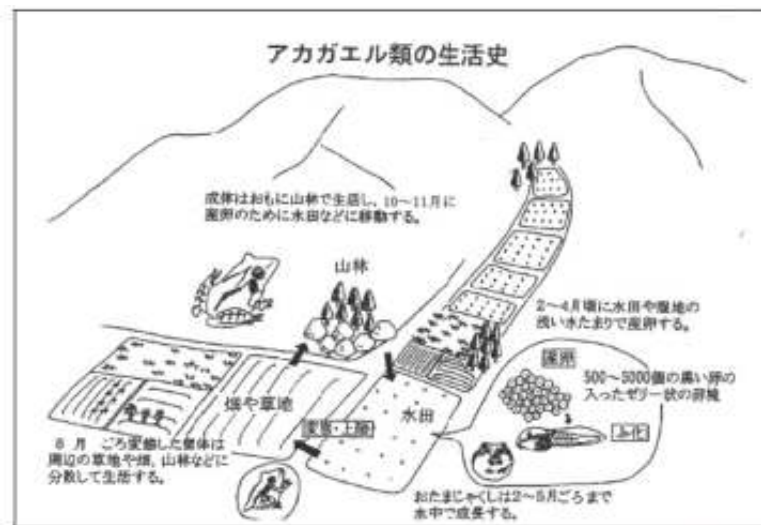 アカガエル類の生活史
成体はおもに山林で生活し、10〜11月に
産卵のために水田などに移動する。
山林
2〜4月頃に水田や湿地の
浅い水たまりで産卵する。
産卵
500〜3000個の黒い卵の
入ったゼリー状の卵塊
ふ化
畑や草地
水田
変態・上陸
6月 ごろ変態した個体は
周辺の草地や畑、山林などに
分散して生活する。
おたまじゃくしは2〜5月ごろまで
水中で成長する。